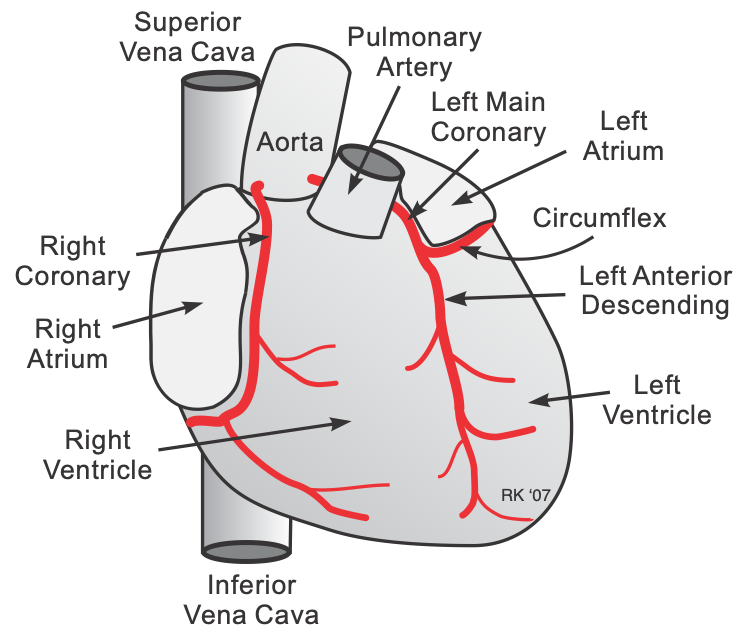 Superior
Vena Cava
Pulmonary
Artery
Left Main
Coronary
Left
Atrium
Aorta
Circumflex
Right
Coronary
Left Anterior
Descending
Right
Atrium
Left
Ventricle
Right
Ventricle
RK ‘07
Inferior
Vena Cava